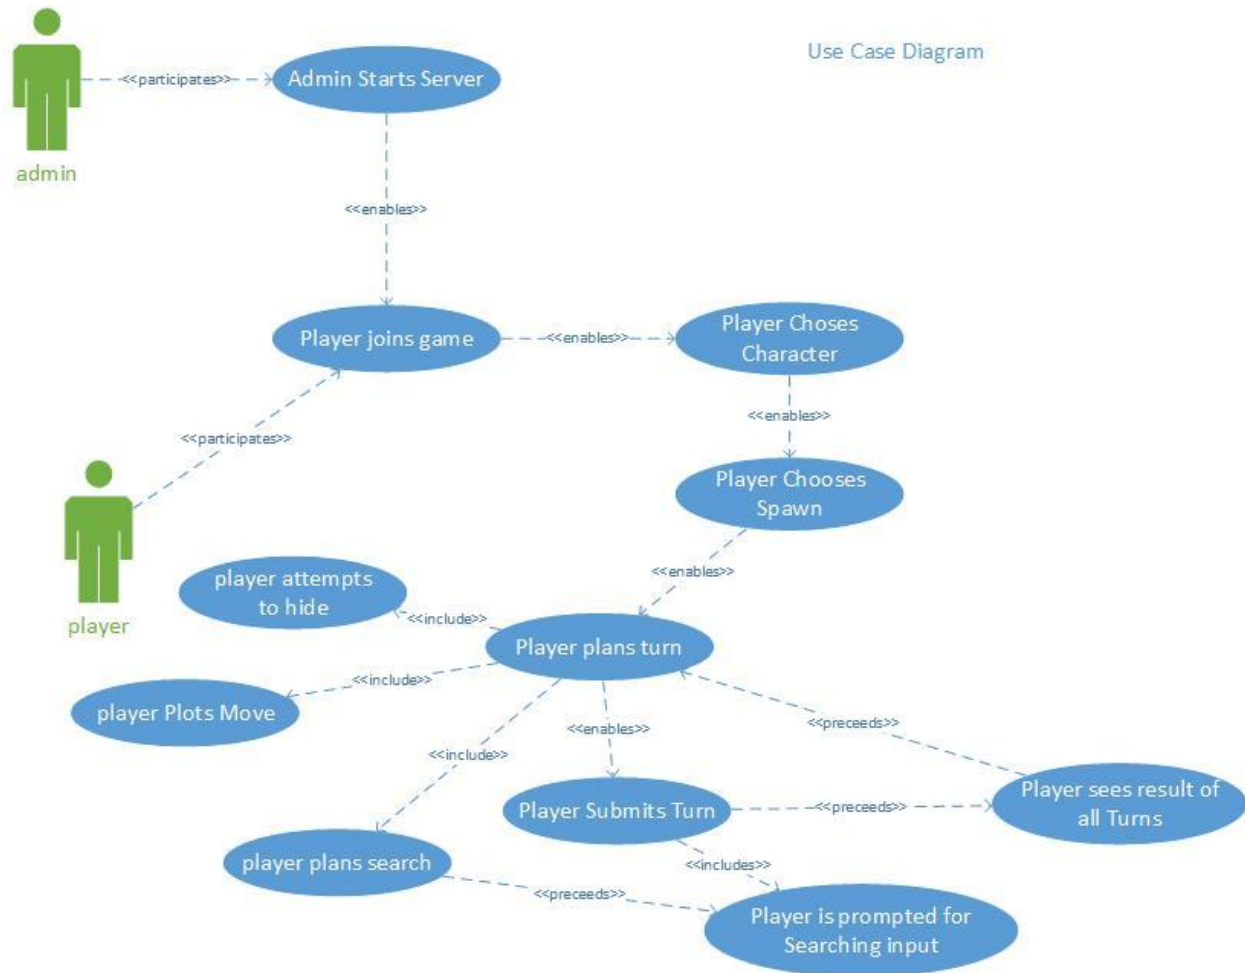 Use Case Diagram
<<participates>>
Admin Starts Server
admin
<<enables>>
Player joins game
<<enables>>
Player Choses
Character
<<enables>>
<<participates>>
Player Chooses
Spawn
player
<<enables>>
player attempts
to hide
<<include>>
Player plans turn
<<include>>
player Plots Move
<<enables>>
<<preceeds>>
<<include>>
Player Submits Turn
<<preceeds>>
Player sees result of
all Turns
player plans search
<<includes>>
<<preceeds>>
Player is prompted for
Searching input